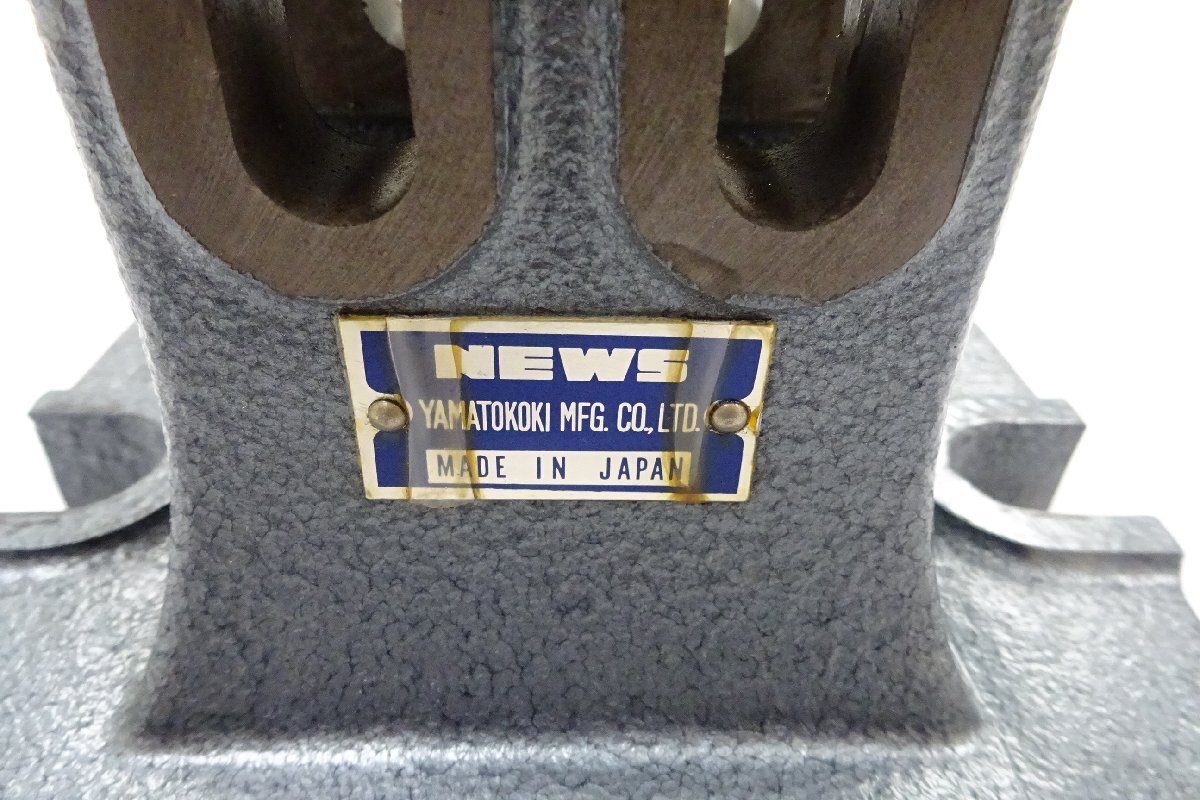 NEWS
YAMATOKOKI MFG. CO., LTD.
MADE IN JAPAN